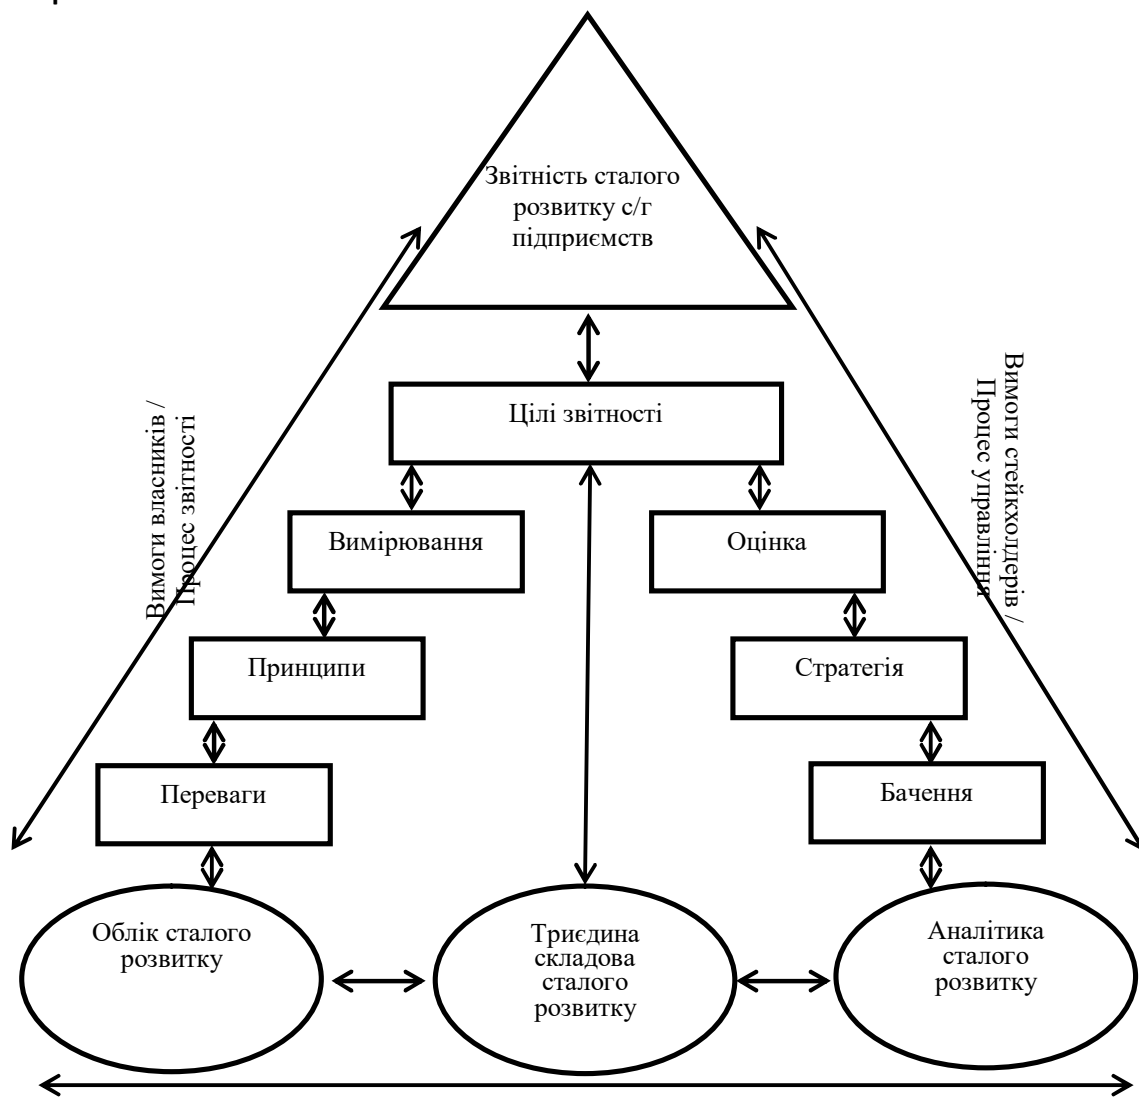 Звітність сталого
розвитку с/г
підприємств
Цілі звітності
Вимоги власників /
Процес звітності
Вимоги стейкхолдерів /
Процес управління
Вимірювання
Оцінка
Принципи
Стратегія
Переваги
Бачення
Облік сталого
розвитку
Триєдина
складова
сталого
розвитку
Аналітика
сталого
розвитку